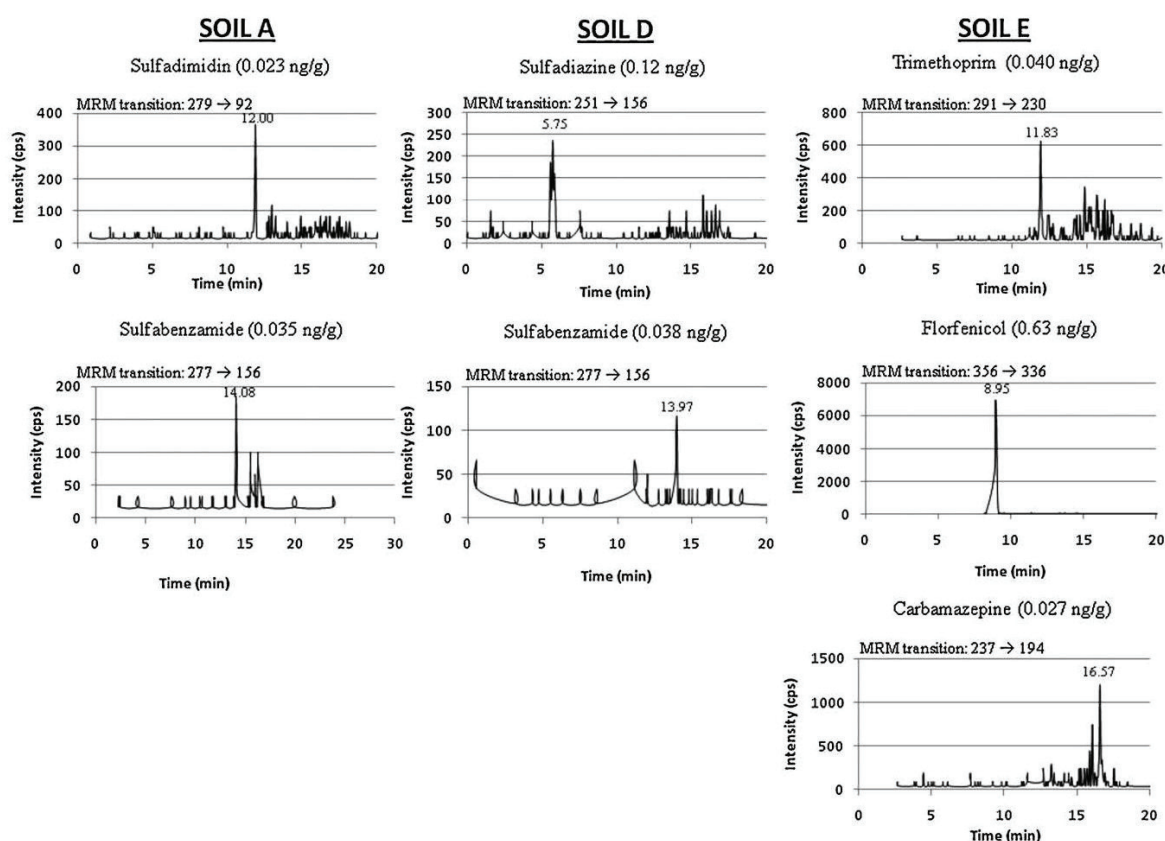 SOIL A
Sulfadimidin (0.023 ng/g)
MRM transition: 279 → 92
12.00
Intensity (cps)
400
300
200
100
0
0 5 10 15 20
Time (min)
Sulfabenzamide (0.035 ng/g)
MRM transition: 277 → 156
14.08
Intensity (cps)
200
150
100
50
0
0 5 10 15 20 25 30
Time (min)
SOIL D
Sulfadiazine (0.12 ng/g)
MRM transition: 251 → 156
5.75
Intensity (cps)
300
250
200
150
100
50
0
0 5 10 15 20
Time (min)
Sulfabenzamide (0.038 ng/g)
MRM transition: 277 → 156
13.97
Intensity (cps)
150
100
50
0
0 5 10 15 20
Time (min)
SOIL E
Trimethoprim (0.040 ng/g)
MRM transition: 291 → 230
11.83
Intensity (cps)
800
600
400
200
0
0 5 10 15 20
Time (min)
Florfenicol (0.63 ng/g)
MRM transition: 356 → 336
8.95
Intensity (cps)
8000
6000
4000
2000
0
0 5 10 15 20
Time (min)
Carbamazepine (0.027 ng/g)
MRM transition: 237 → 194
16.57
Intensity (cps)
1500
1000
500
0
0 5 10 15 20
Time (min)